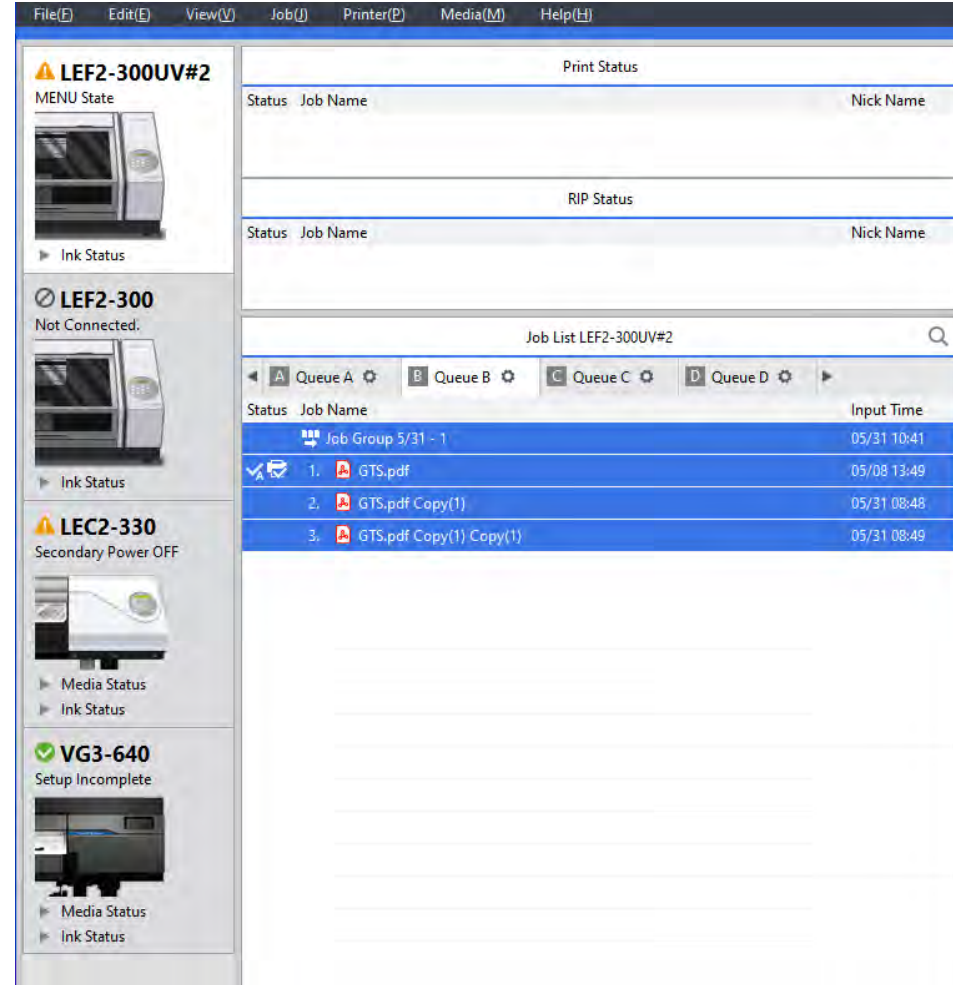 File(F) Edit(E) View(V) Job(J) Printer(P) Media(M) Help(H)
LEF2-300UV#2
MENU State
Ink Status
LEF2-300
Not Connected.
Ink Status
LEC2-330
Secondary Power OFF
Media Status
Ink Status
VG3-640
Setup Incomplete
Media Status
Ink Status
Print Status
Status Job Name Nick Name
RIP Status
Status Job Name Nick Name
Job List LEF2-300UV#2
A Queue A B Queue B C Queue C D Queue D
Status Job Name Input Time
Job Group 5/31 - 1 05/31 10:41
A 1. GTS.pdf 05/08 13:49
2. GTS.pdf Copy(1) 05/31 08:48
3. GTS.pdf Copy(1) Copy(1) 05/31 08:49